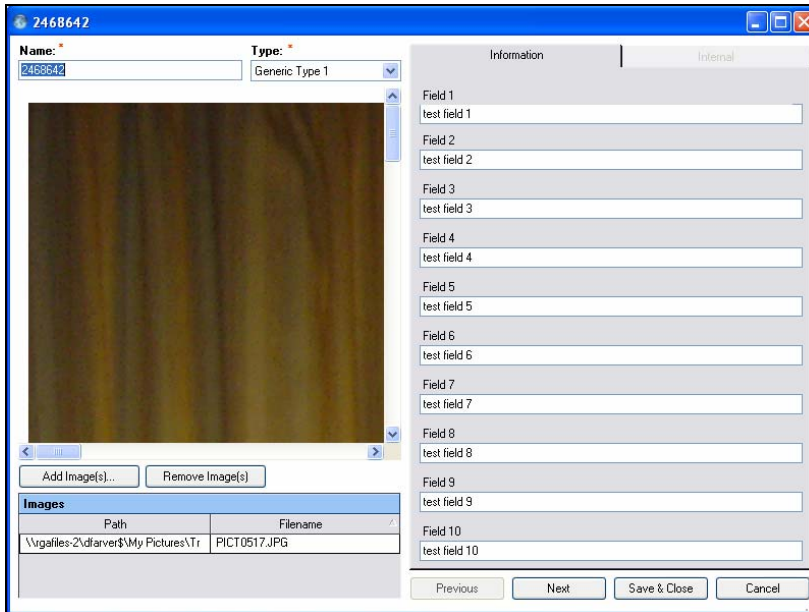 2468642
Name: *
Type: *
2468642
Generic Type 1
Information
Internal
Field 1
test field 1
Field 2
test field 2
Field 3
test field 3
Field 4
test field 4
Field 5
test field 5
Field 6
test field 6
Field 7
test field 7
Field 8
test field 8
Field 9
test field 9
Field 10
test field 10
Add Image(s)...
Remove Image(s)
Images
Path
Filename
\\rgafiles-2\dfarver$\My Pictures\Tr
PICT0517.JPG
Previous
Next
Save & Close
Cancel